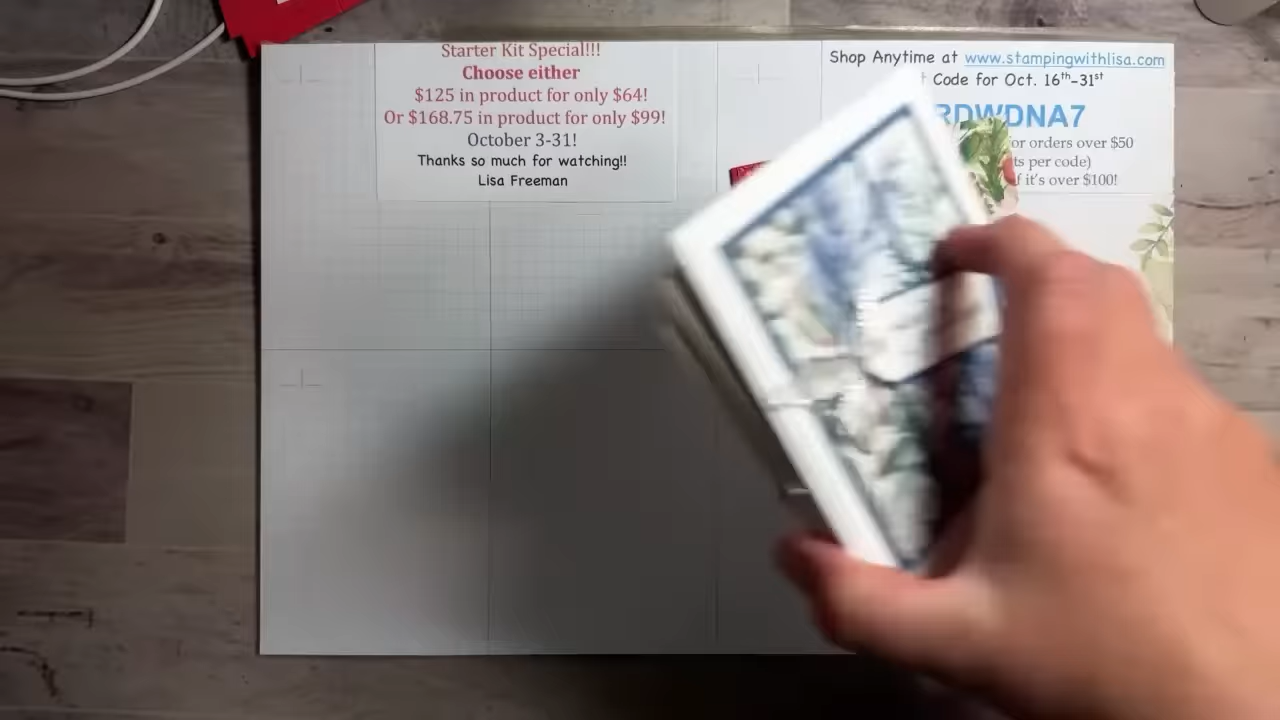 Starter Kit Special!!!
Choose either
$125 in product for only $64!
Or $168.75 in product for only $99!
October 3-31!
Thanks so much for watching!!
Lisa Freeman
Shop Anytime at www.stampingwithlisa.com
Code for Oct. 16th-31st
RDWDNA7
for orders over $50
per code)
if it's over $100!